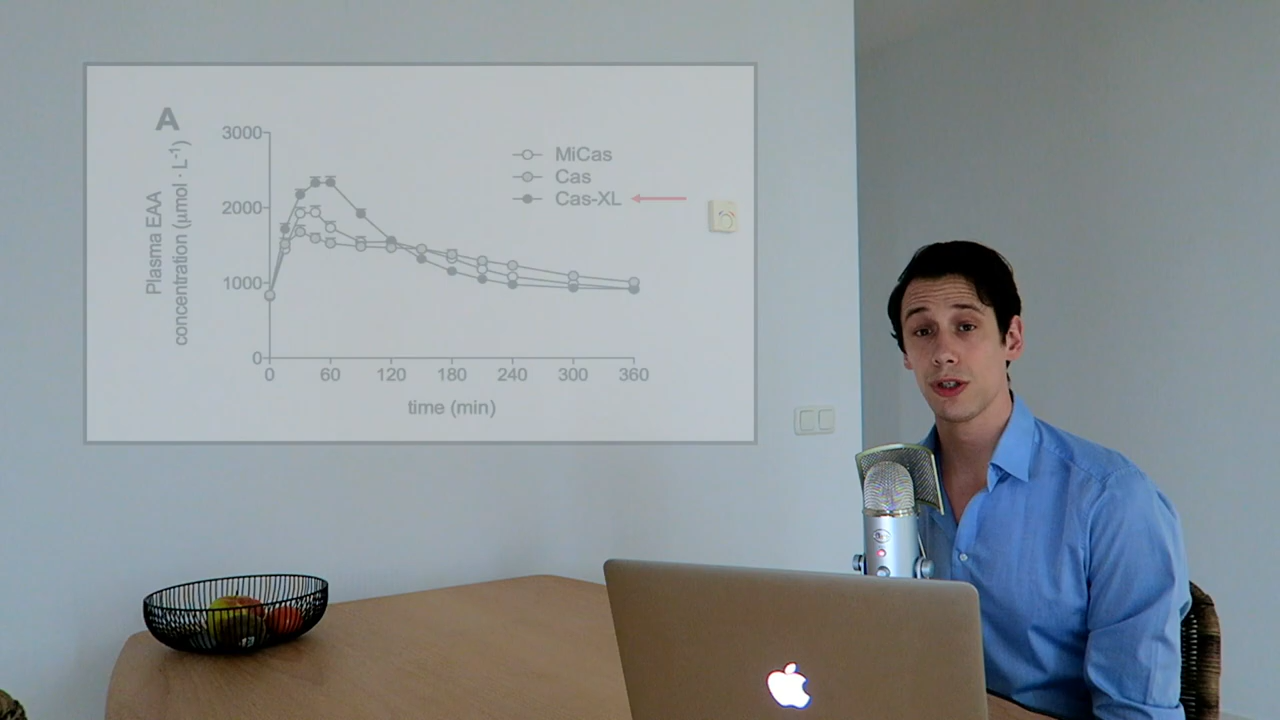 A
Plasma EAA
concentration (μmol · L⁻¹)
3000
2000
1000
0
MiCas
Cas
Cas-XL
0 60 120 180 240 300 360
time (min)